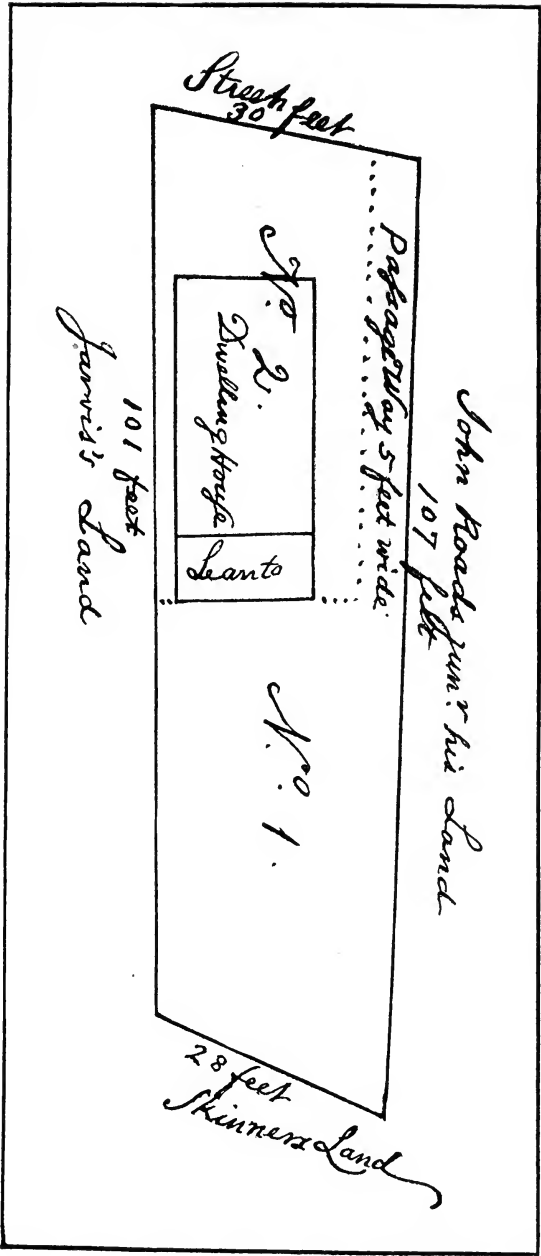 Street
30 feet
Passage Way 5 feet wide
John Roads junr. his Land
107 feet
No. 2.
Dwelling House
Leanto
101 feet
Jarvis's Land
No. 1.
28 feet
Skinners Land